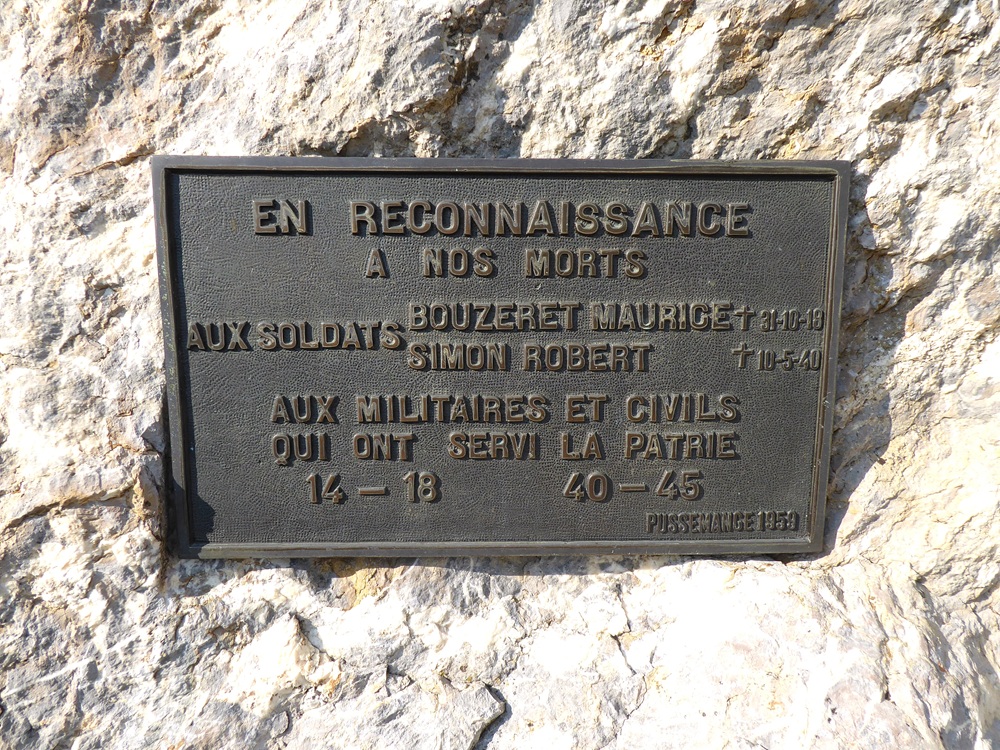 EN RECONNAISSANCE
A NOS MORTS
AUX SOLDATS BOUZERET MAURICE † 31-10-18
SIMON ROBERT † 10-5-40
AUX MILITAIRES ET CIVILS
QUI ONT SERVI LA PATRIE
14 - 18 40 - 45
PUSSEMANGE 1959